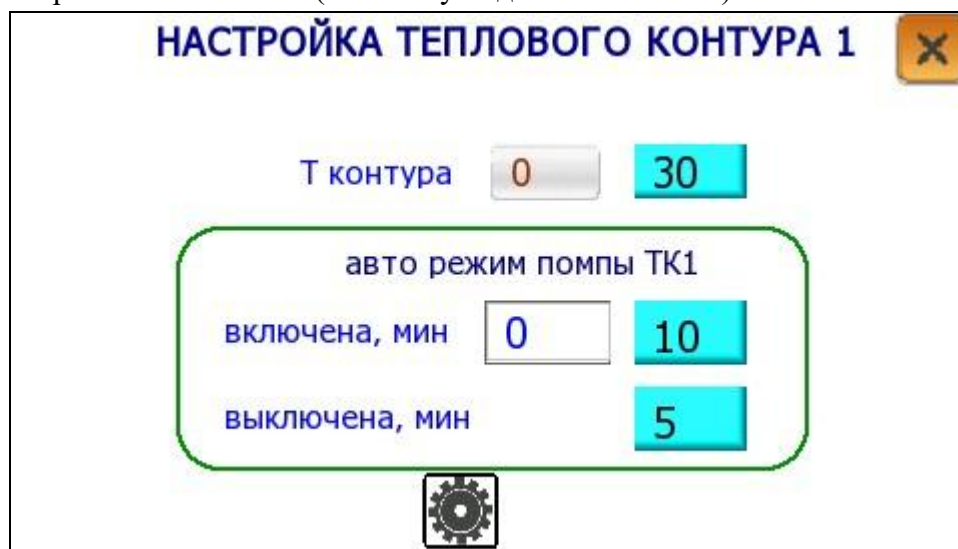 НАСТРОЙКА ТЕПЛОВОГО КОНТУРА 1
Т контура 0 30
авто режим помпы ТК1
включена, мин 0 10
выключена, мин 5